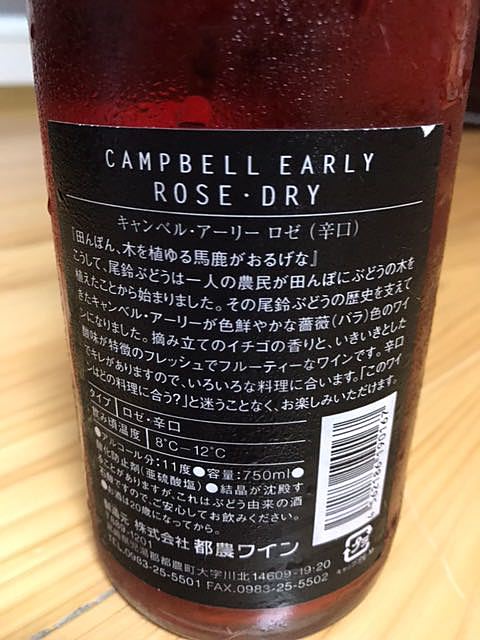 CAMPBELL EARLY
ROSE・DRY
キャンベル・アーリー ロゼ（辛口）
『田んぼん、木を植ゆる馬鹿がおるげな』
こうして、尾鈴ぶどうは一人の農民が田んぼにぶどうの木を
植えたことから始まりました。その尾鈴ぶどうの歴史を支えて
きたキャンベル・アーリーが色鮮やかな薔薇（バラ）色のワイ
ンになりました。摘み立てのイチゴの香りと、いきいきとした
酸味が特徴のフレッシュでフルーティーなワインです。辛口
でキレがありますので、いろいろな料理に合います。「このワイ
ンはどの料理に合う？」と迷うことなく、お楽しみいただけます。
タイプ ロゼ・辛口
飲み頃温度 8℃－12℃
●アルコール分：11度●容量：750ml●
酸化防止剤（亜硫酸塩）●結晶が沈殿す
ることがありますが、これはぶどう由来の酒
ですので、ご安心してお飲みください。
お酒は20歳になってから。
製造元 株式会社 都農ワイン
1201
都農町大字川北14609-19・20
TEL.0983-25-5501 FAX.0983-25-5502